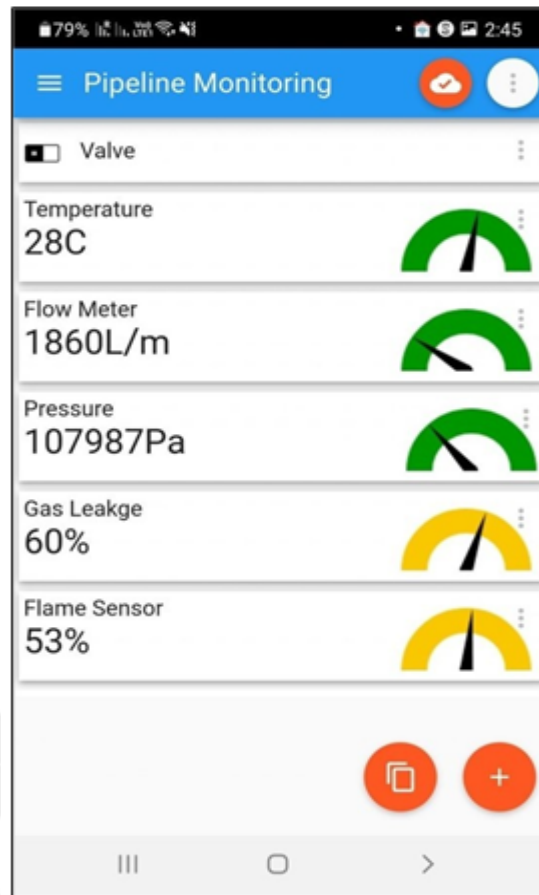 79% 2:45
Pipeline Monitoring
Valve
Temperature
28C
Flow Meter
1860L/m
Pressure
107987Pa
Gas Leakge
60%
Flame Sensor
53%